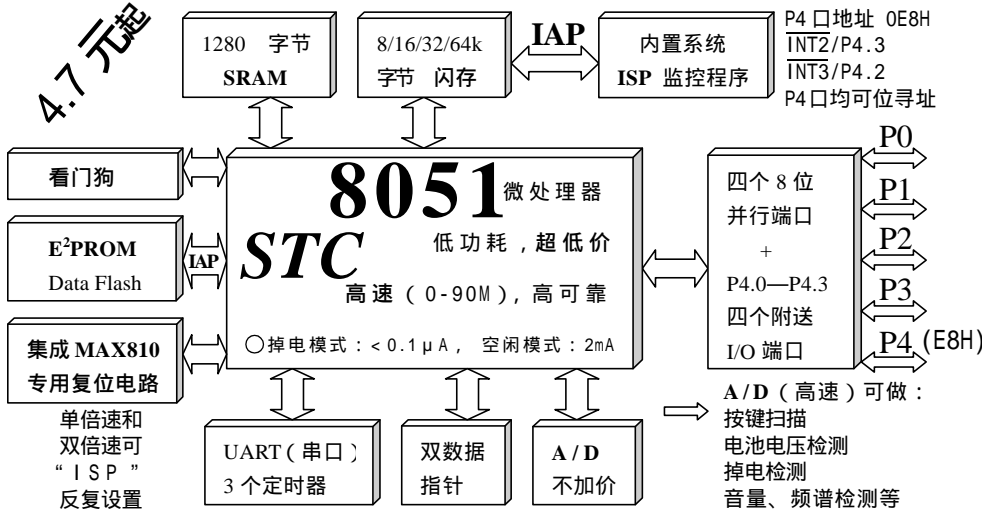 4.7 元起
1280 字节
SRAM
8/16/32/64k
字节 闪存
IAP
内置系统
ISP 监控程序
P4 口地址 0E8H
INT2/P4.3
INT3/P4.2
P4口均可位寻址
看门狗
E²PROM
Data Flash
IAP
集成 MAX810
专用复位电路
单倍速和
双倍速可
“ISP”
反复设置
8051 微处理器
STC 低功耗，超低价
高速（0-90M），高可靠
○掉电模式：<0.1μA， 空闲模式：2mA
四个 8 位
并行端口
+
P4.0—P4.3
四个附送
I/O 端口
P0
P1
P2
P3
P4 (E8H)
UART（串口）
3 个定时器
双数据
指针
A/D
不加价
A/D（高速）可做：
按键扫描
电池电压检测
掉电检测
音量、频谱检测等